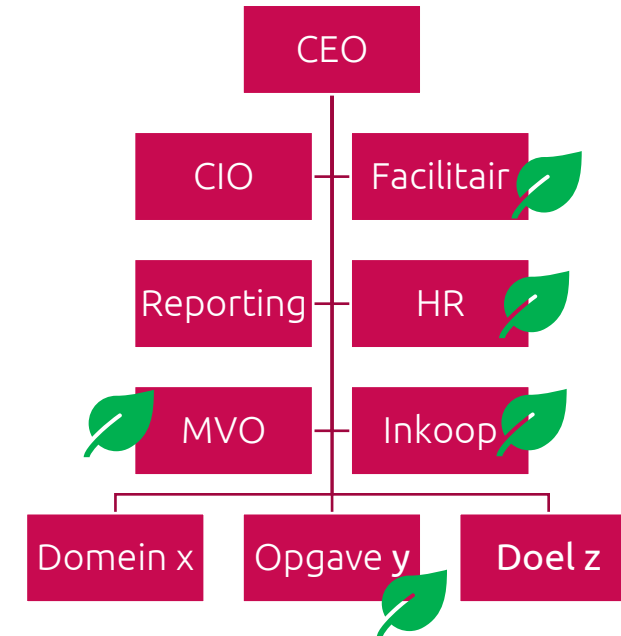 CEO
CIO
Facilitair
Reporting
HR
MVO
Inkoop
Domein x
Opgave y
Doel z